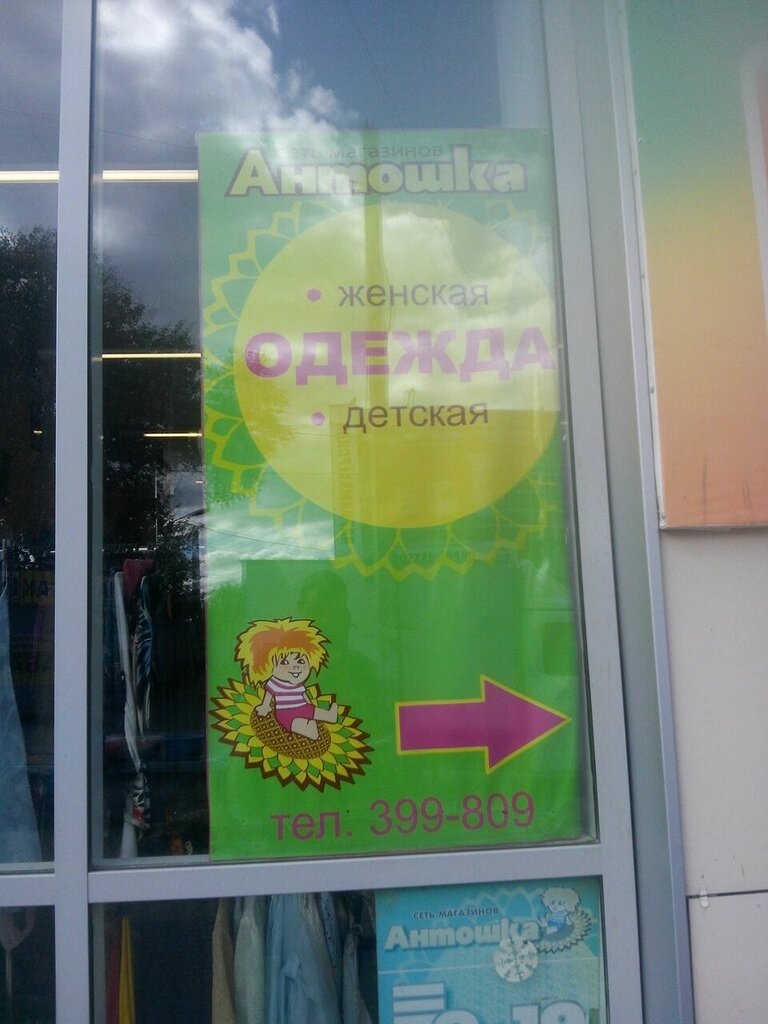 сеть магазинов
Антошка
• женская
ОДЕЖДА
• детская
тел. 399-809
СЕТЬ МАГАЗИНОВ
Антошка